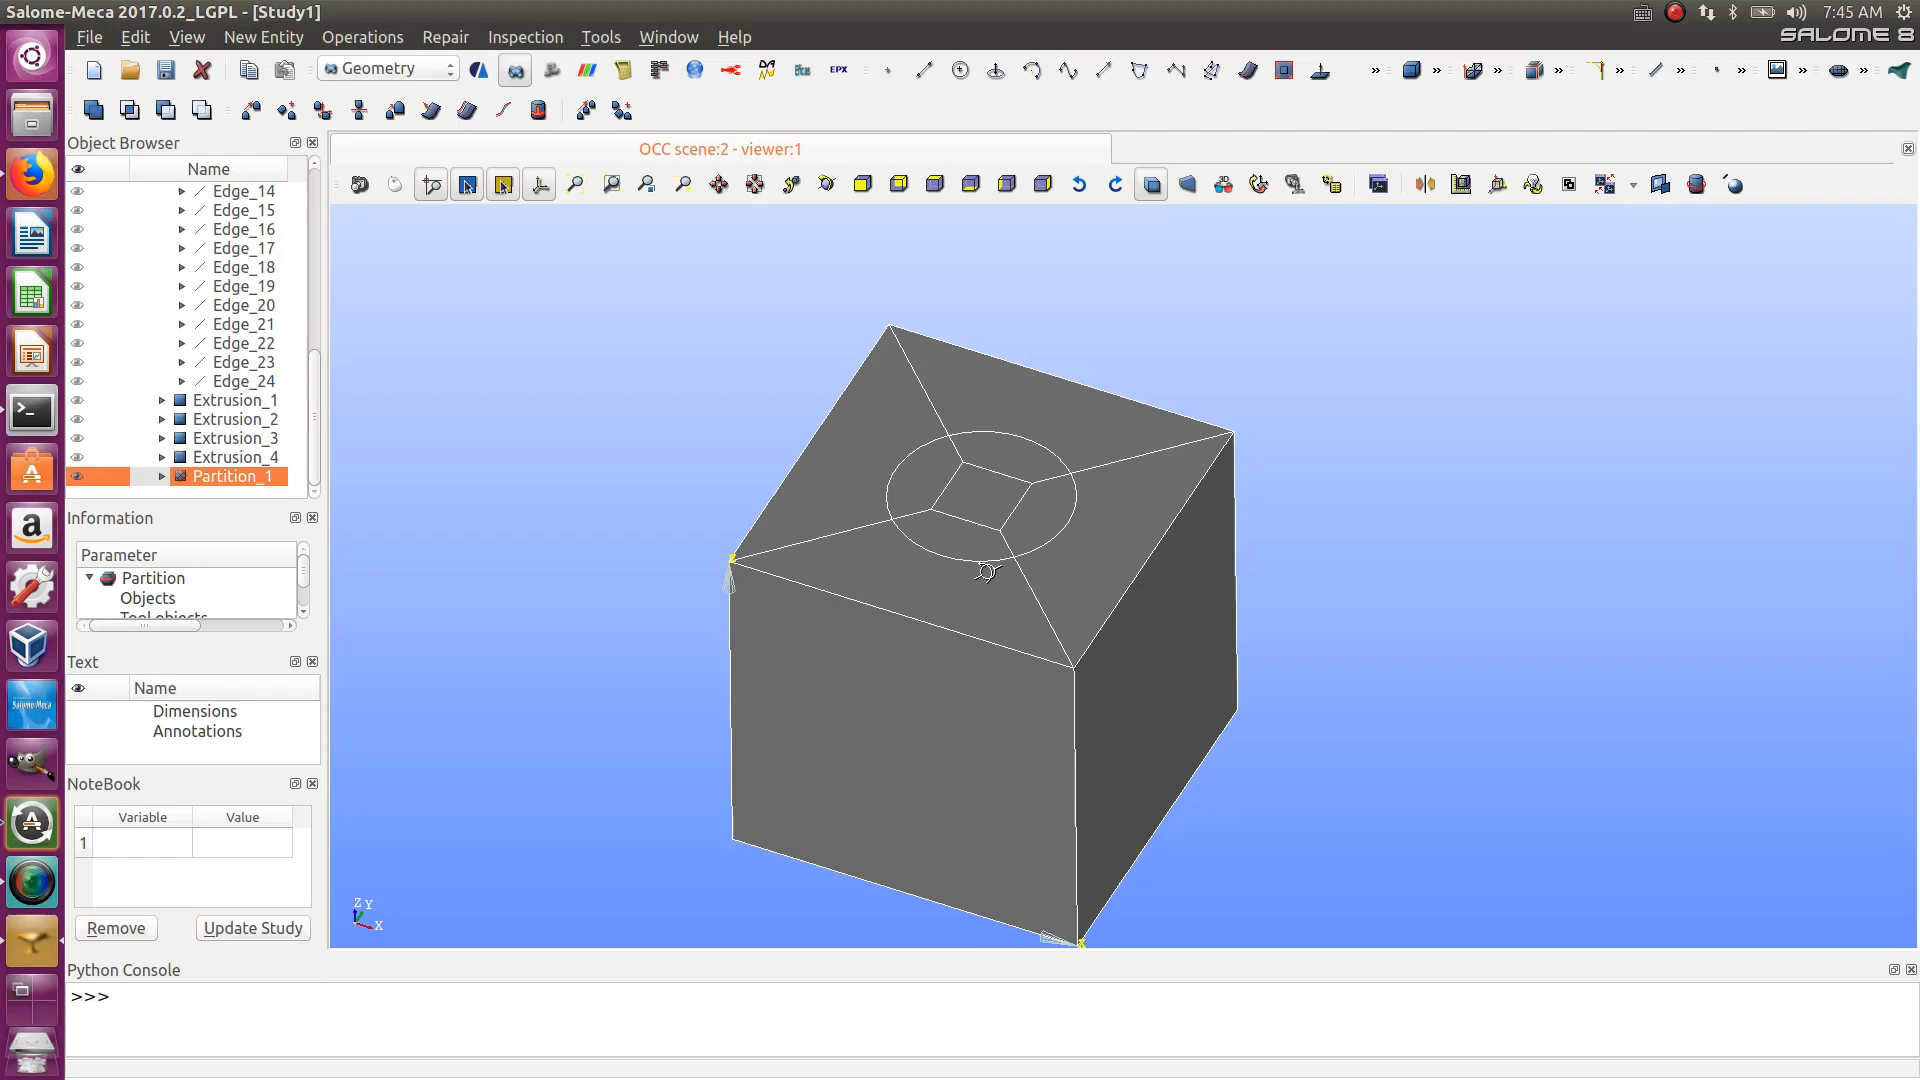 Salome-Meca 2017.0.2_LGPL - [Study1]
7:45 AM
File Edit View New Entity Operations Repair Inspection Tools Window Help
SALOME 8
Geometry
EPX
Object Browser
OCC scene:2 - viewer:1
Name
Edge_14
Edge_15
Edge_16
Edge_17
Edge_18
Edge_19
Edge_20
Edge_21
Edge_22
Edge_23
Edge_24
Extrusion_1
Extrusion_2
Extrusion_3
Extrusion_4
Partition_1
Information
Parameter
Partition
Objects
Tool objects
Text
Name
Dimensions
Annotations
NoteBook
Variable Value
1
Remove Update Study
Z Y
X
Python Console
>>>